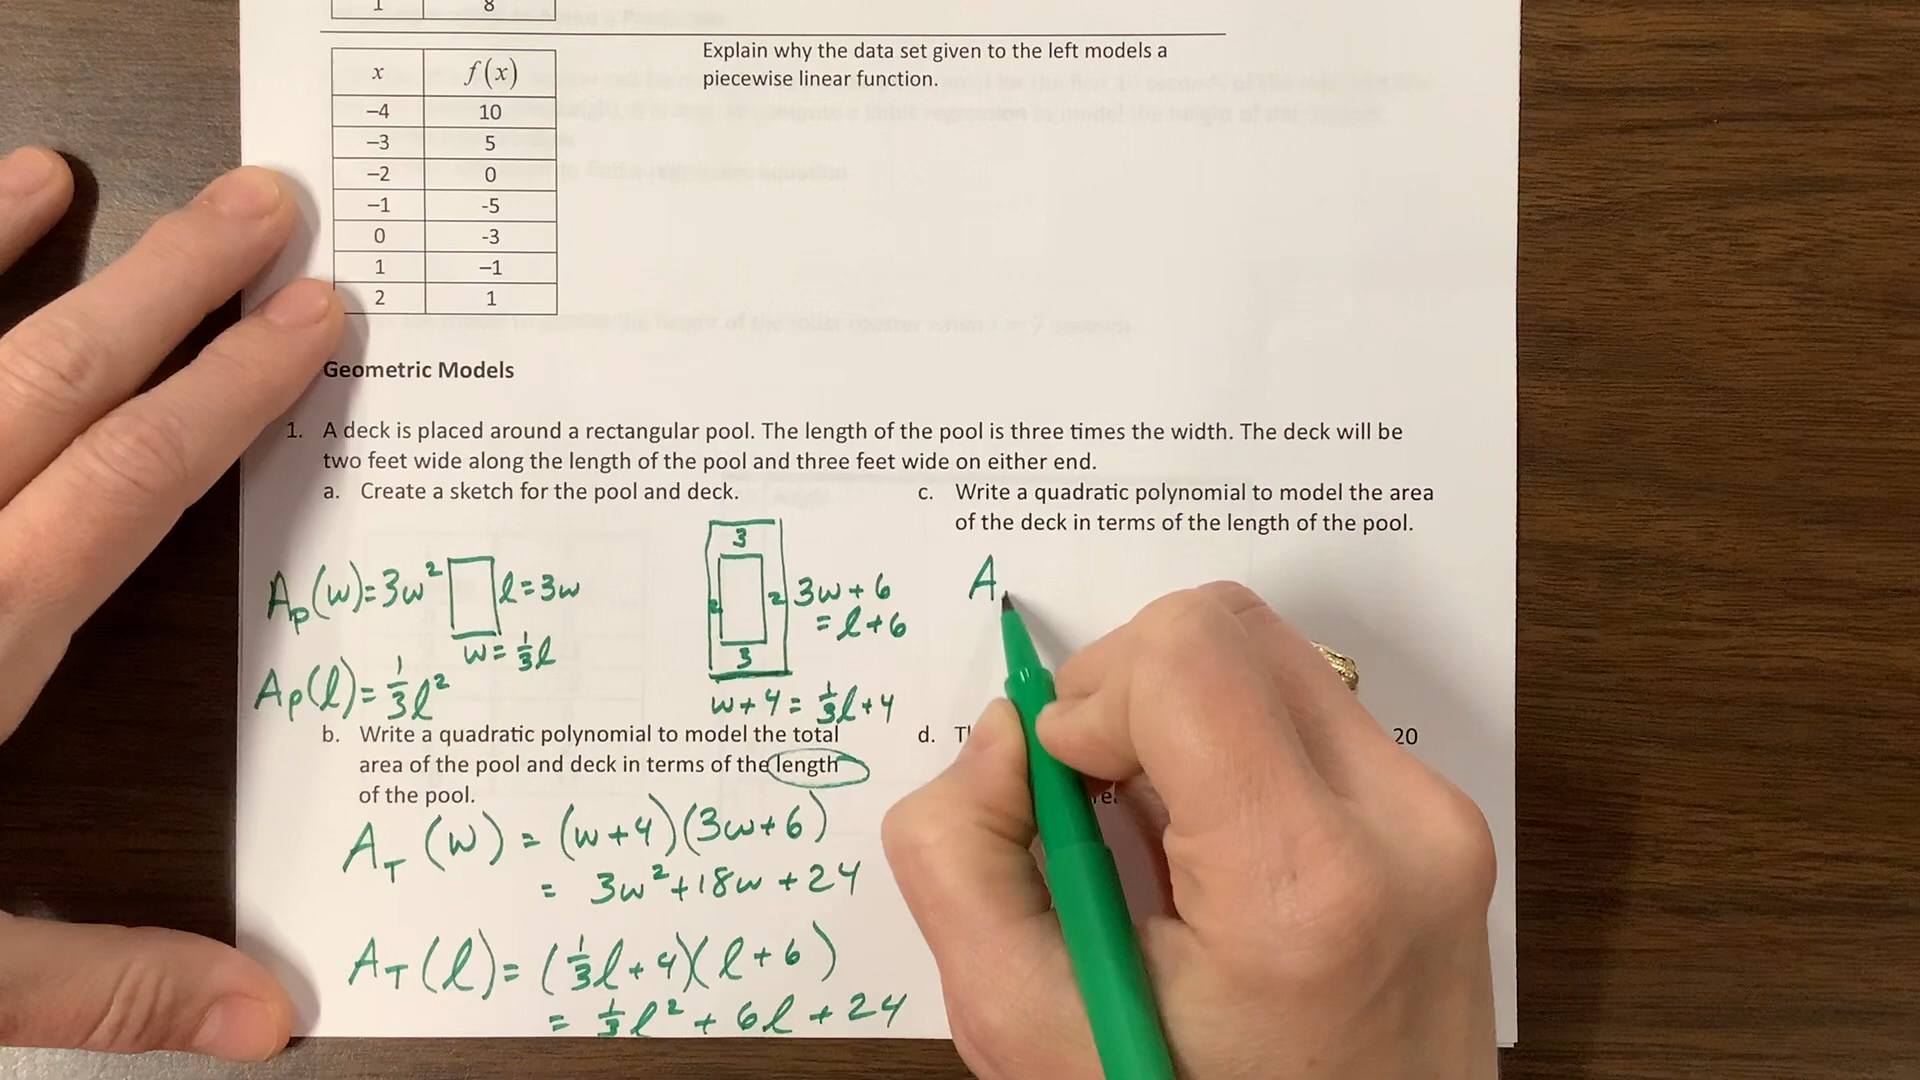 1 8
Explain why the data set given to the left models a
piecewise linear function.
x f(x)
−4 10
−3 5
−2 0
−1 -5
0 -3
1 −1
2 1
Geometric Models
1. A deck is placed around a rectangular pool. The length of the pool is three times the width. The deck will be
two feet wide along the length of the pool and three feet wide on either end.
a. Create a sketch for the pool and deck.
A_p(w)=3w² l=3w
w=⅓l
A_p(l)=⅓l²
3
2 2 3w+6
=l+6
3
w+4=⅓l+4
b. Write a quadratic polynomial to model the total
area of the pool and deck in terms of the length
of the pool.
A_T(w) = (w+4)(3w+6)
= 3w²+18w+24
A_T(l)=(⅓l+4)(l+6)
= ⅓l²+6l+24
c. Write a quadratic polynomial to model the area
of the deck in terms of the length of the pool.
A
d. 20